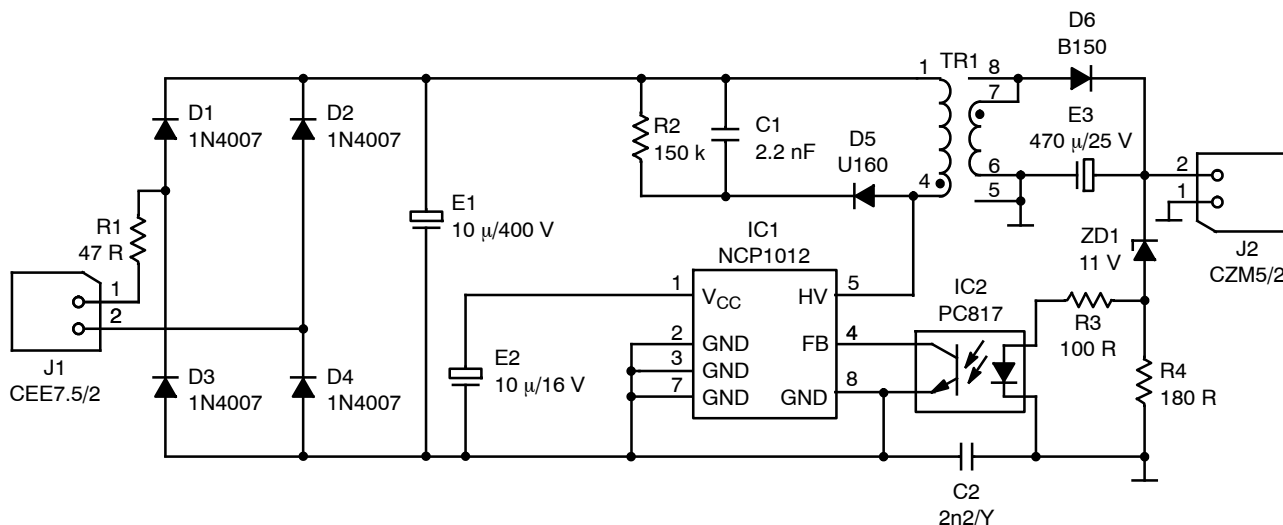 D1
1N4007
D2
1N4007
R1
47 R
1
2
J1
CEE7.5/2
D3
1N4007
D4
1N4007
E1
10 μ/400 V
E2
10 μ/16 V
R2
150 k
C1
2.2 nF
D5
U160
1
4
TR1
8
7
6
5
D6
B150
E3
470 μ/25 V
2
1
J2
CZM5/2
ZD1
11 V
IC1
NCP1012
1
VCC
HV
5
2
GND
FB
4
3
GND
7
GND
GND
8
IC2
PC817
R3
100 R
R4
180 R
C2
2n2/Y